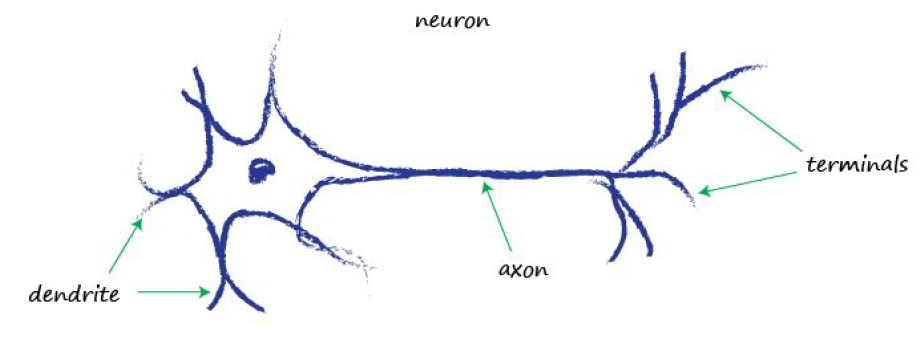 neuron
terminals
axon
dendrite